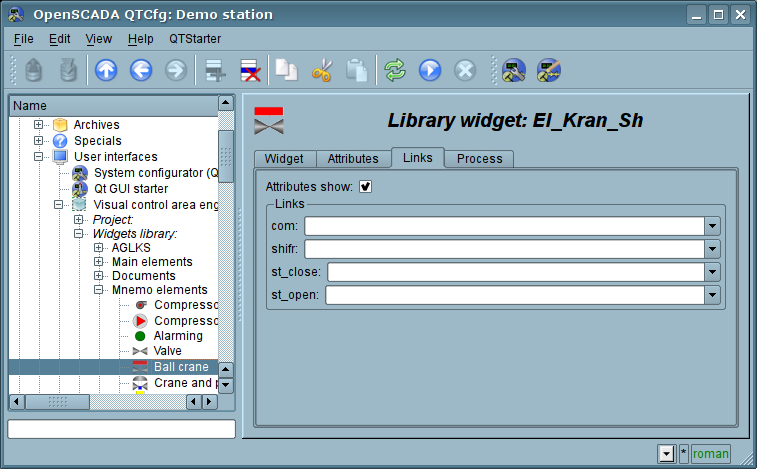 OpenSCADA QTCfg: Demo station
File Edit View Help QTStarter
Name
Archives
Specials
User interfaces
System configurator (Q
Qt GUI starter
Visual control area eng
Project:
Widgets library:
AGLKS
Main elements
Documents
Mnemo elements
Compresso
Compresso
Alarming
Valve
Ball crane
Crane and p
Library widget: El_Kran_Sh
Widget Attributes Links Process
Attributes show:
Links
com:
shifr:
st_close:
st_open:
* roman